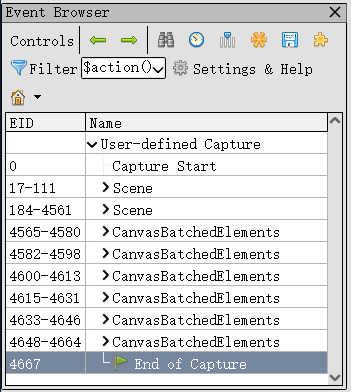 Event Browser
Controls
Filter $action() Settings & Help
EID Name
User-defined Capture
0 Capture Start
17-111 Scene
184-4561 Scene
4565-4580 CanvasBatchedElements
4582-4598 CanvasBatchedElements
4600-4613 CanvasBatchedElements
4615-4631 CanvasBatchedElements
4633-4646 CanvasBatchedElements
4648-4664 CanvasBatchedElements
4667 End of Capture